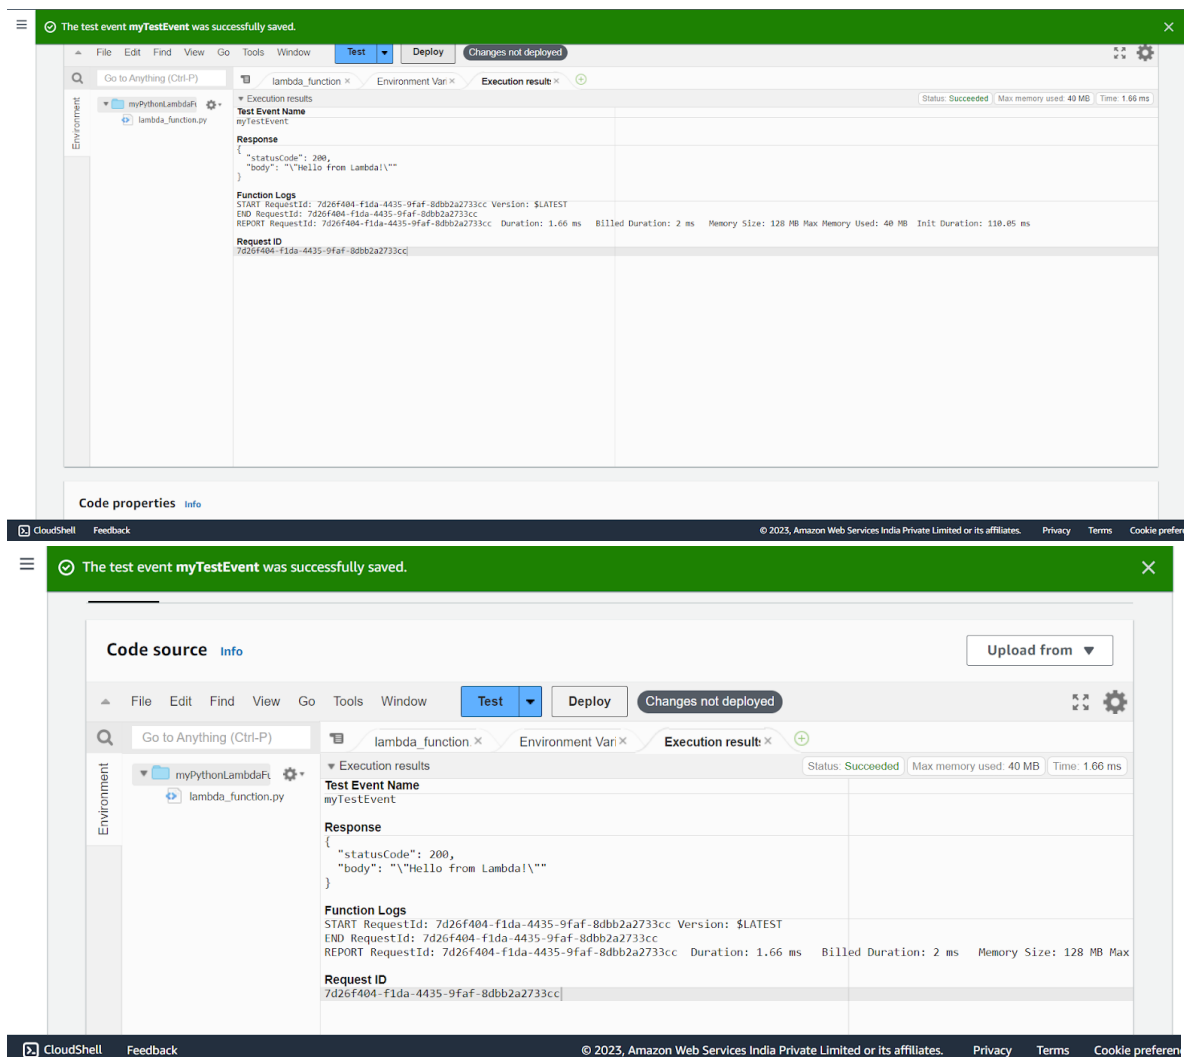 The test event myTestEvent was successfully saved.
File Edit Find View Go Tools Window Test Deploy Changes not deployed
Go to Anything (Ctrl-P) lambda_function Environment Vari Execution results
Environment
myPythonLambdaFu
lambda_function.py
Execution results Status: Succeeded Max memory used: 40 MB Time: 1.66 ms
Test Event Name
myTestEvent
Response
{
"statusCode": 200,
"body": "\"Hello from Lambda!\""
}
Function Logs
START RequestId: 7d26f404-f1da-4435-9faf-8dbb2a2733cc Version: $LATEST
END RequestId: 7d26f404-f1da-4435-9faf-8dbb2a2733cc
REPORT RequestId: 7d26f404-f1da-4435-9faf-8dbb2a2733cc Duration: 1.66 ms Billed Duration: 2 ms Memory Size: 128 MB Max Memory Used: 40 MB Init Duration: 110.05 ms
Request ID
7d26f404-f1da-4435-9faf-8dbb2a2733cc
Code properties Info
CloudShell Feedback © 2023, Amazon Web Services India Private Limited or its affiliates. Privacy Terms Cookie prefer
The test event myTestEvent was successfully saved.
Code source Info Upload from
File Edit Find View Go Tools Window Test Deploy Changes not deployed
Go to Anything (Ctrl-P) lambda_function Environment Vari Execution results
Environment
myPythonLambdaFu
lambda_function.py
Execution results Status: Succeeded Max memory used: 40 MB Time: 1.66 ms
Test Event Name
myTestEvent
Response
{
"statusCode": 200,
"body": "\"Hello from Lambda!\""
}
Function Logs
START RequestId: 7d26f404-f1da-4435-9faf-8dbb2a2733cc Version: $LATEST
END RequestId: 7d26f404-f1da-4435-9faf-8dbb2a2733cc
REPORT RequestId: 7d26f404-f1da-4435-9faf-8dbb2a2733cc Duration: 1.66 ms Billed Duration: 2 ms Memory Size: 128 MB Max
Request ID
7d26f404-f1da-4435-9faf-8dbb2a2733cc
CloudShell Feedback © 2023, Amazon Web Services India Private Limited or its affiliates. Privacy Terms Cookie preferen